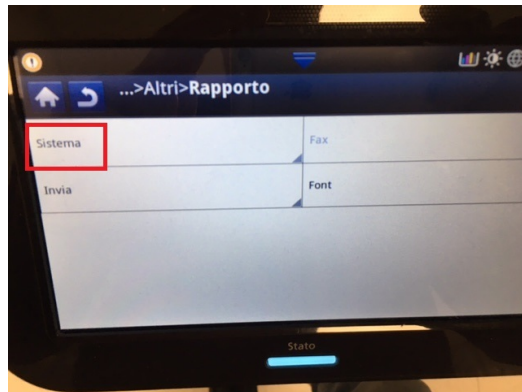 ...>Altri>Rapporto
Sistema
Fax
Invia
Font
Stato